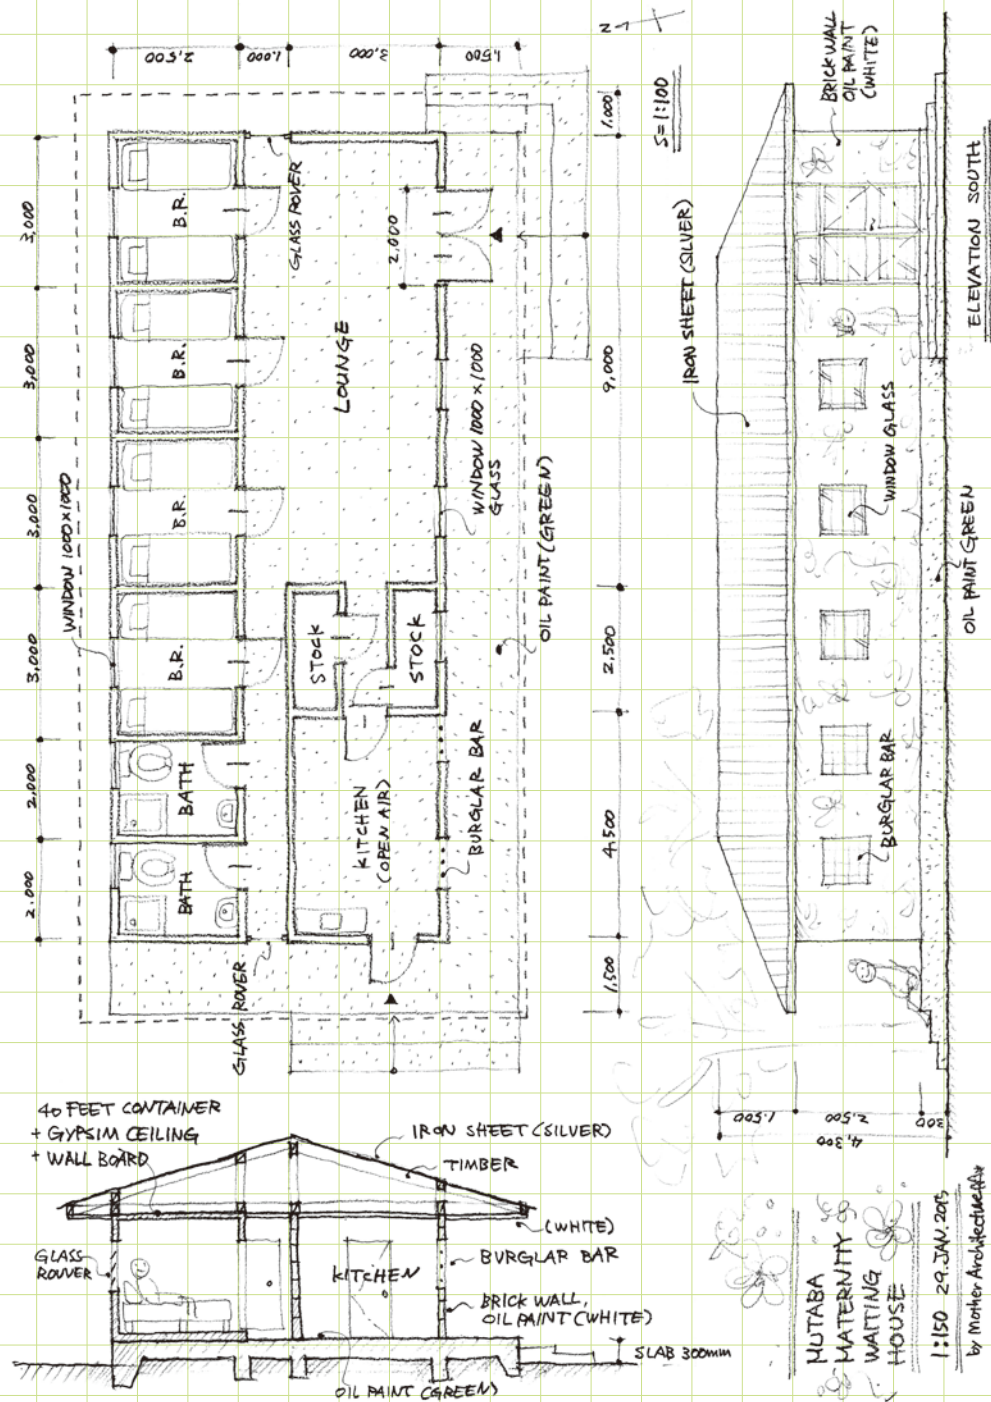 2,500
1,000
3,000
1,500
N
S=1:100
1,000
9,000
2,500
4,500
1,500
3,000
3,000
3,000
3,000
2.000
2.000
B.R.
B.R.
B.R.
B.R.
BATH
BATH
GLASS ROVER
2,000
LOUNGE
WINDOW 1000×1000
WINDOW 1000×1000
GLASS
OIL PAINT (GREEN)
STOCK
STOCK
KITCHEN
(OPEN AIR)
BURGLAR BAR
GLASS ROVER
BRICK WALL
OIL PAINT
(WHITE)
IRON SHEET (SILVER)
WINDOW GLASS
BURGLAR BAR
OIL PAINT GREEN
ELEVATION SOUTH
1,500
2,500
300
4,300
40 FEET CONTAINER
+ GYPSIM CEILING
+ WALL BOARD
IRON SHEET (SILVER)
TIMBER
(WHITE)
GLASS
ROUVER
BURGLAR BAR
KITCHEN
BRICK WALL,
OIL PAINT (WHITE)
SLAB 300mm
OIL PAINT (GREEN)
MUTABA
MATERNITY
WAITING
HOUSE
1:150 29.JAN.2015
by Mother Architecture